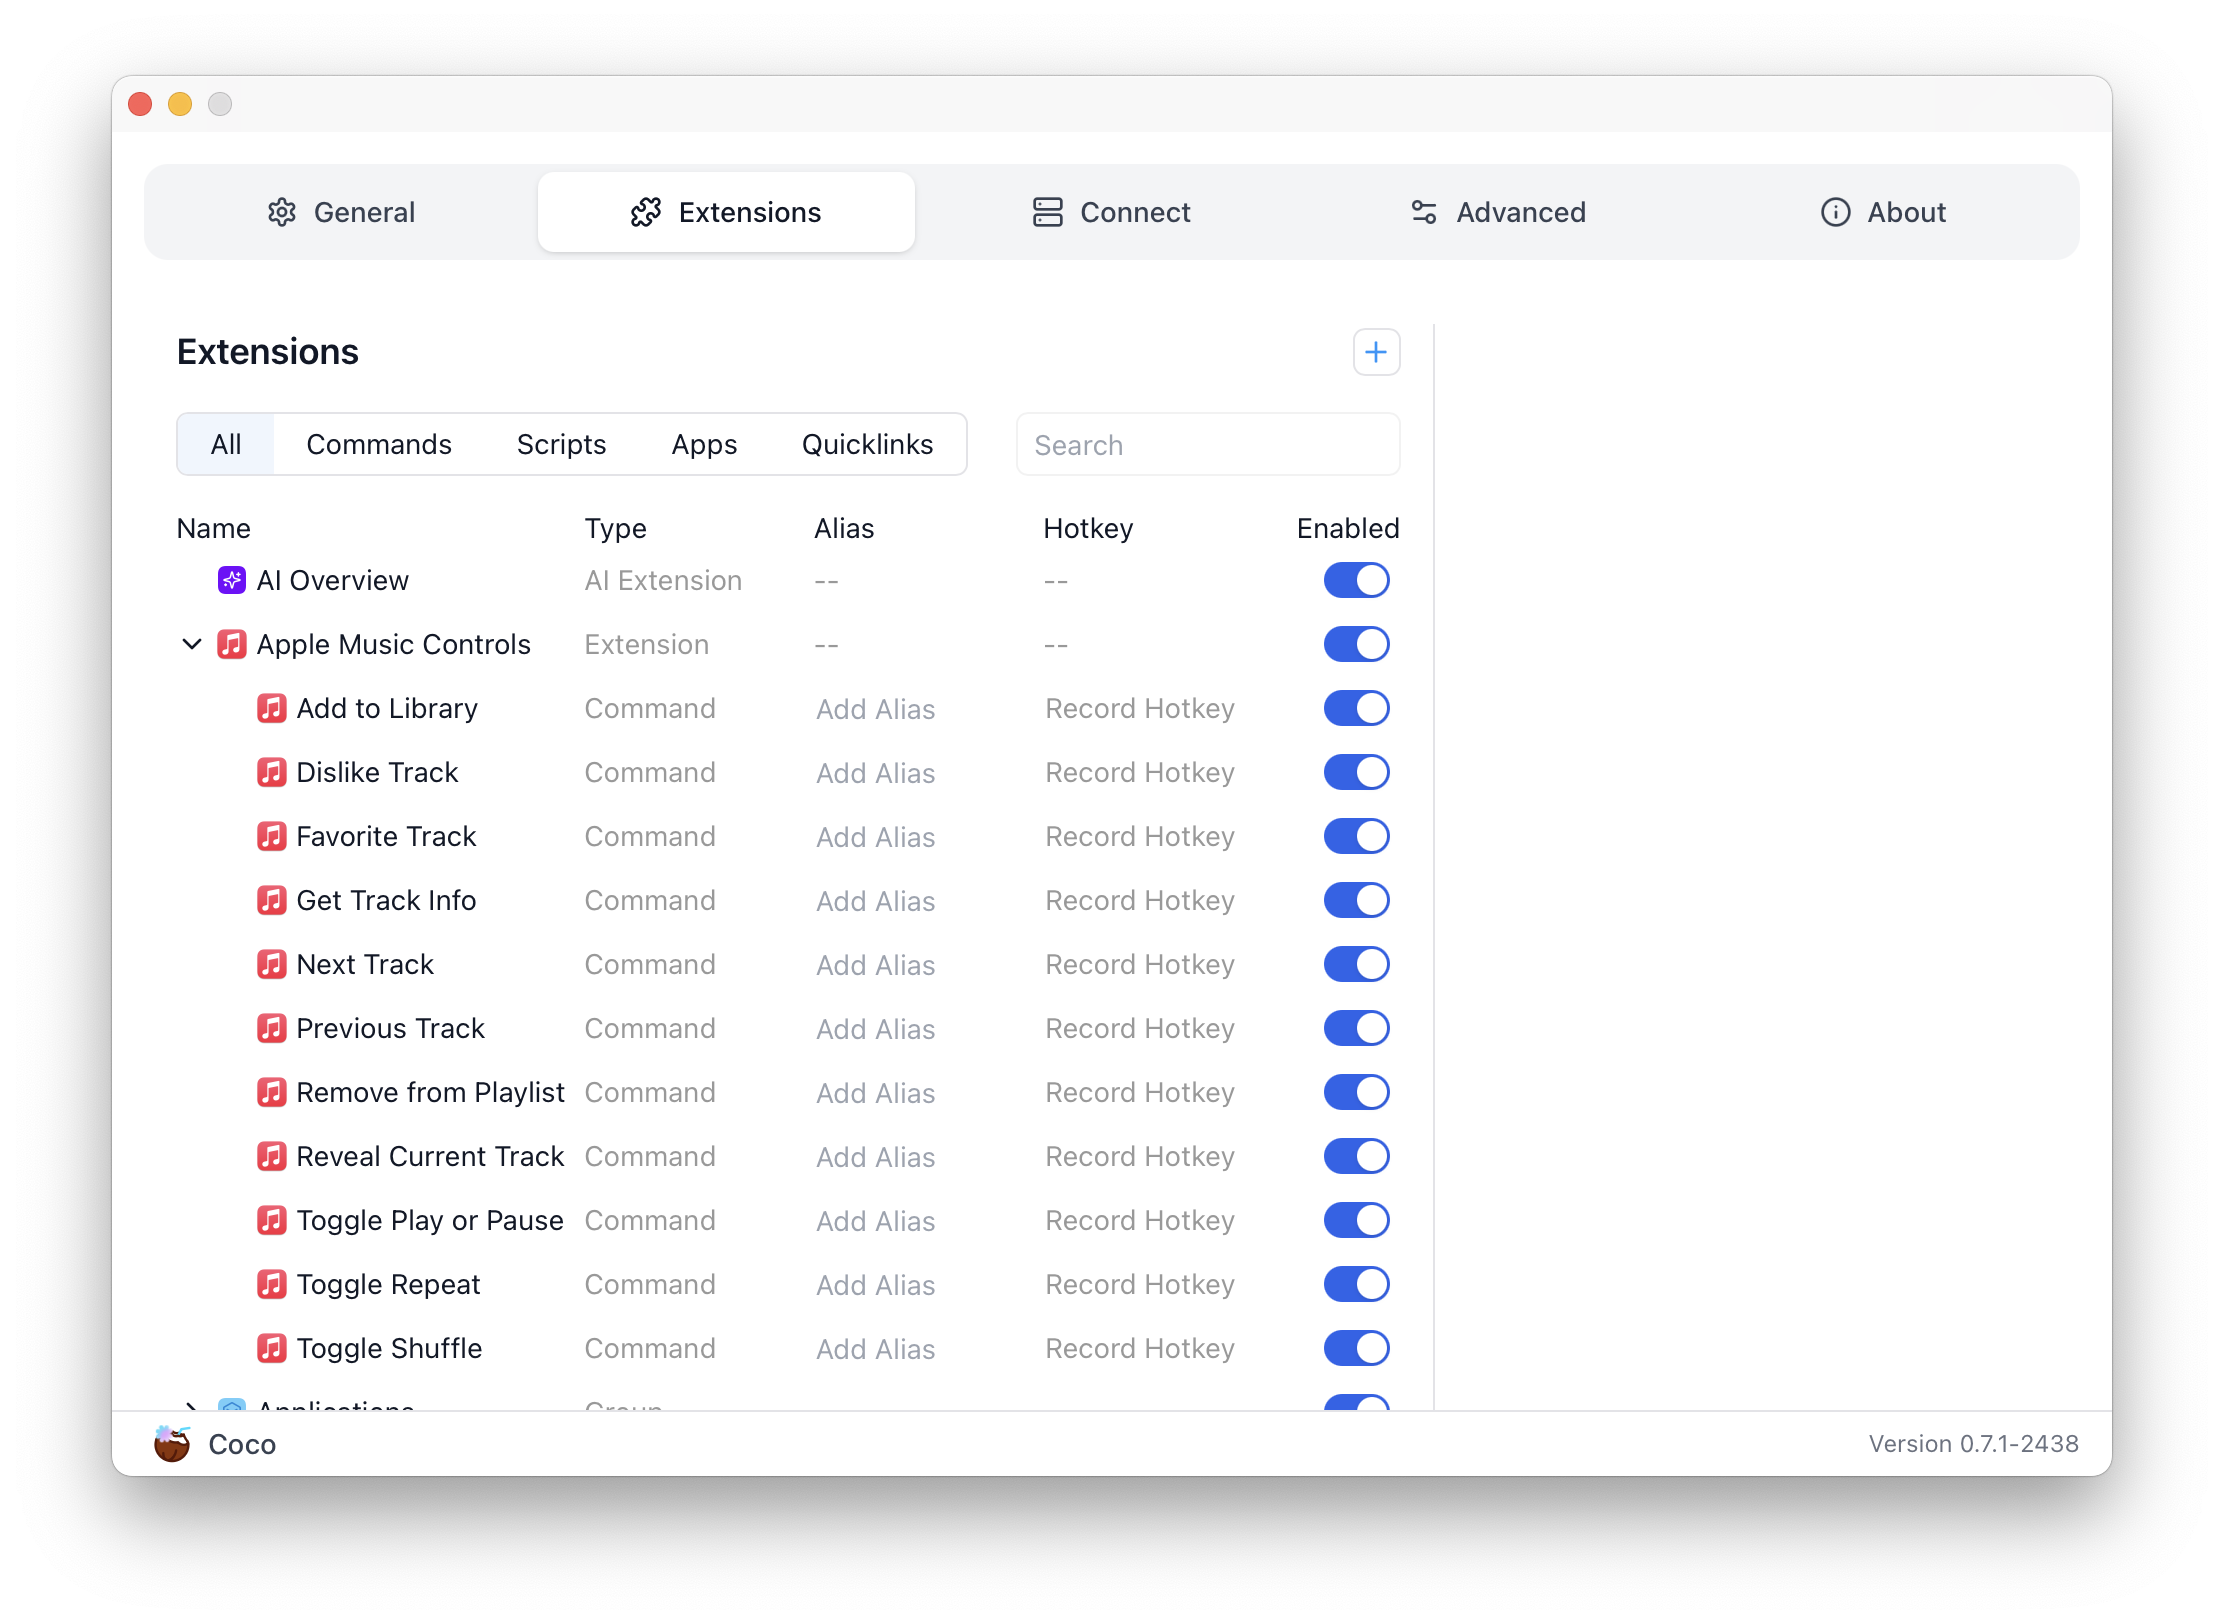 General Extensions Connect Advanced About
Extensions
All Commands Scripts Apps Quicklinks Search
Name Type Alias Hotkey Enabled
AI Overview AI Extension -- --
Apple Music Controls Extension -- --
Add to Library Command Add Alias Record Hotkey
Dislike Track Command Add Alias Record Hotkey
Favorite Track Command Add Alias Record Hotkey
Get Track Info Command Add Alias Record Hotkey
Next Track Command Add Alias Record Hotkey
Previous Track Command Add Alias Record Hotkey
Remove from Playlist Command Add Alias Record Hotkey
Reveal Current Track Command Add Alias Record Hotkey
Toggle Play or Pause Command Add Alias Record Hotkey
Toggle Repeat Command Add Alias Record Hotkey
Toggle Shuffle Command Add Alias Record Hotkey
Applications Group
Coco Version 0.7.1-2438